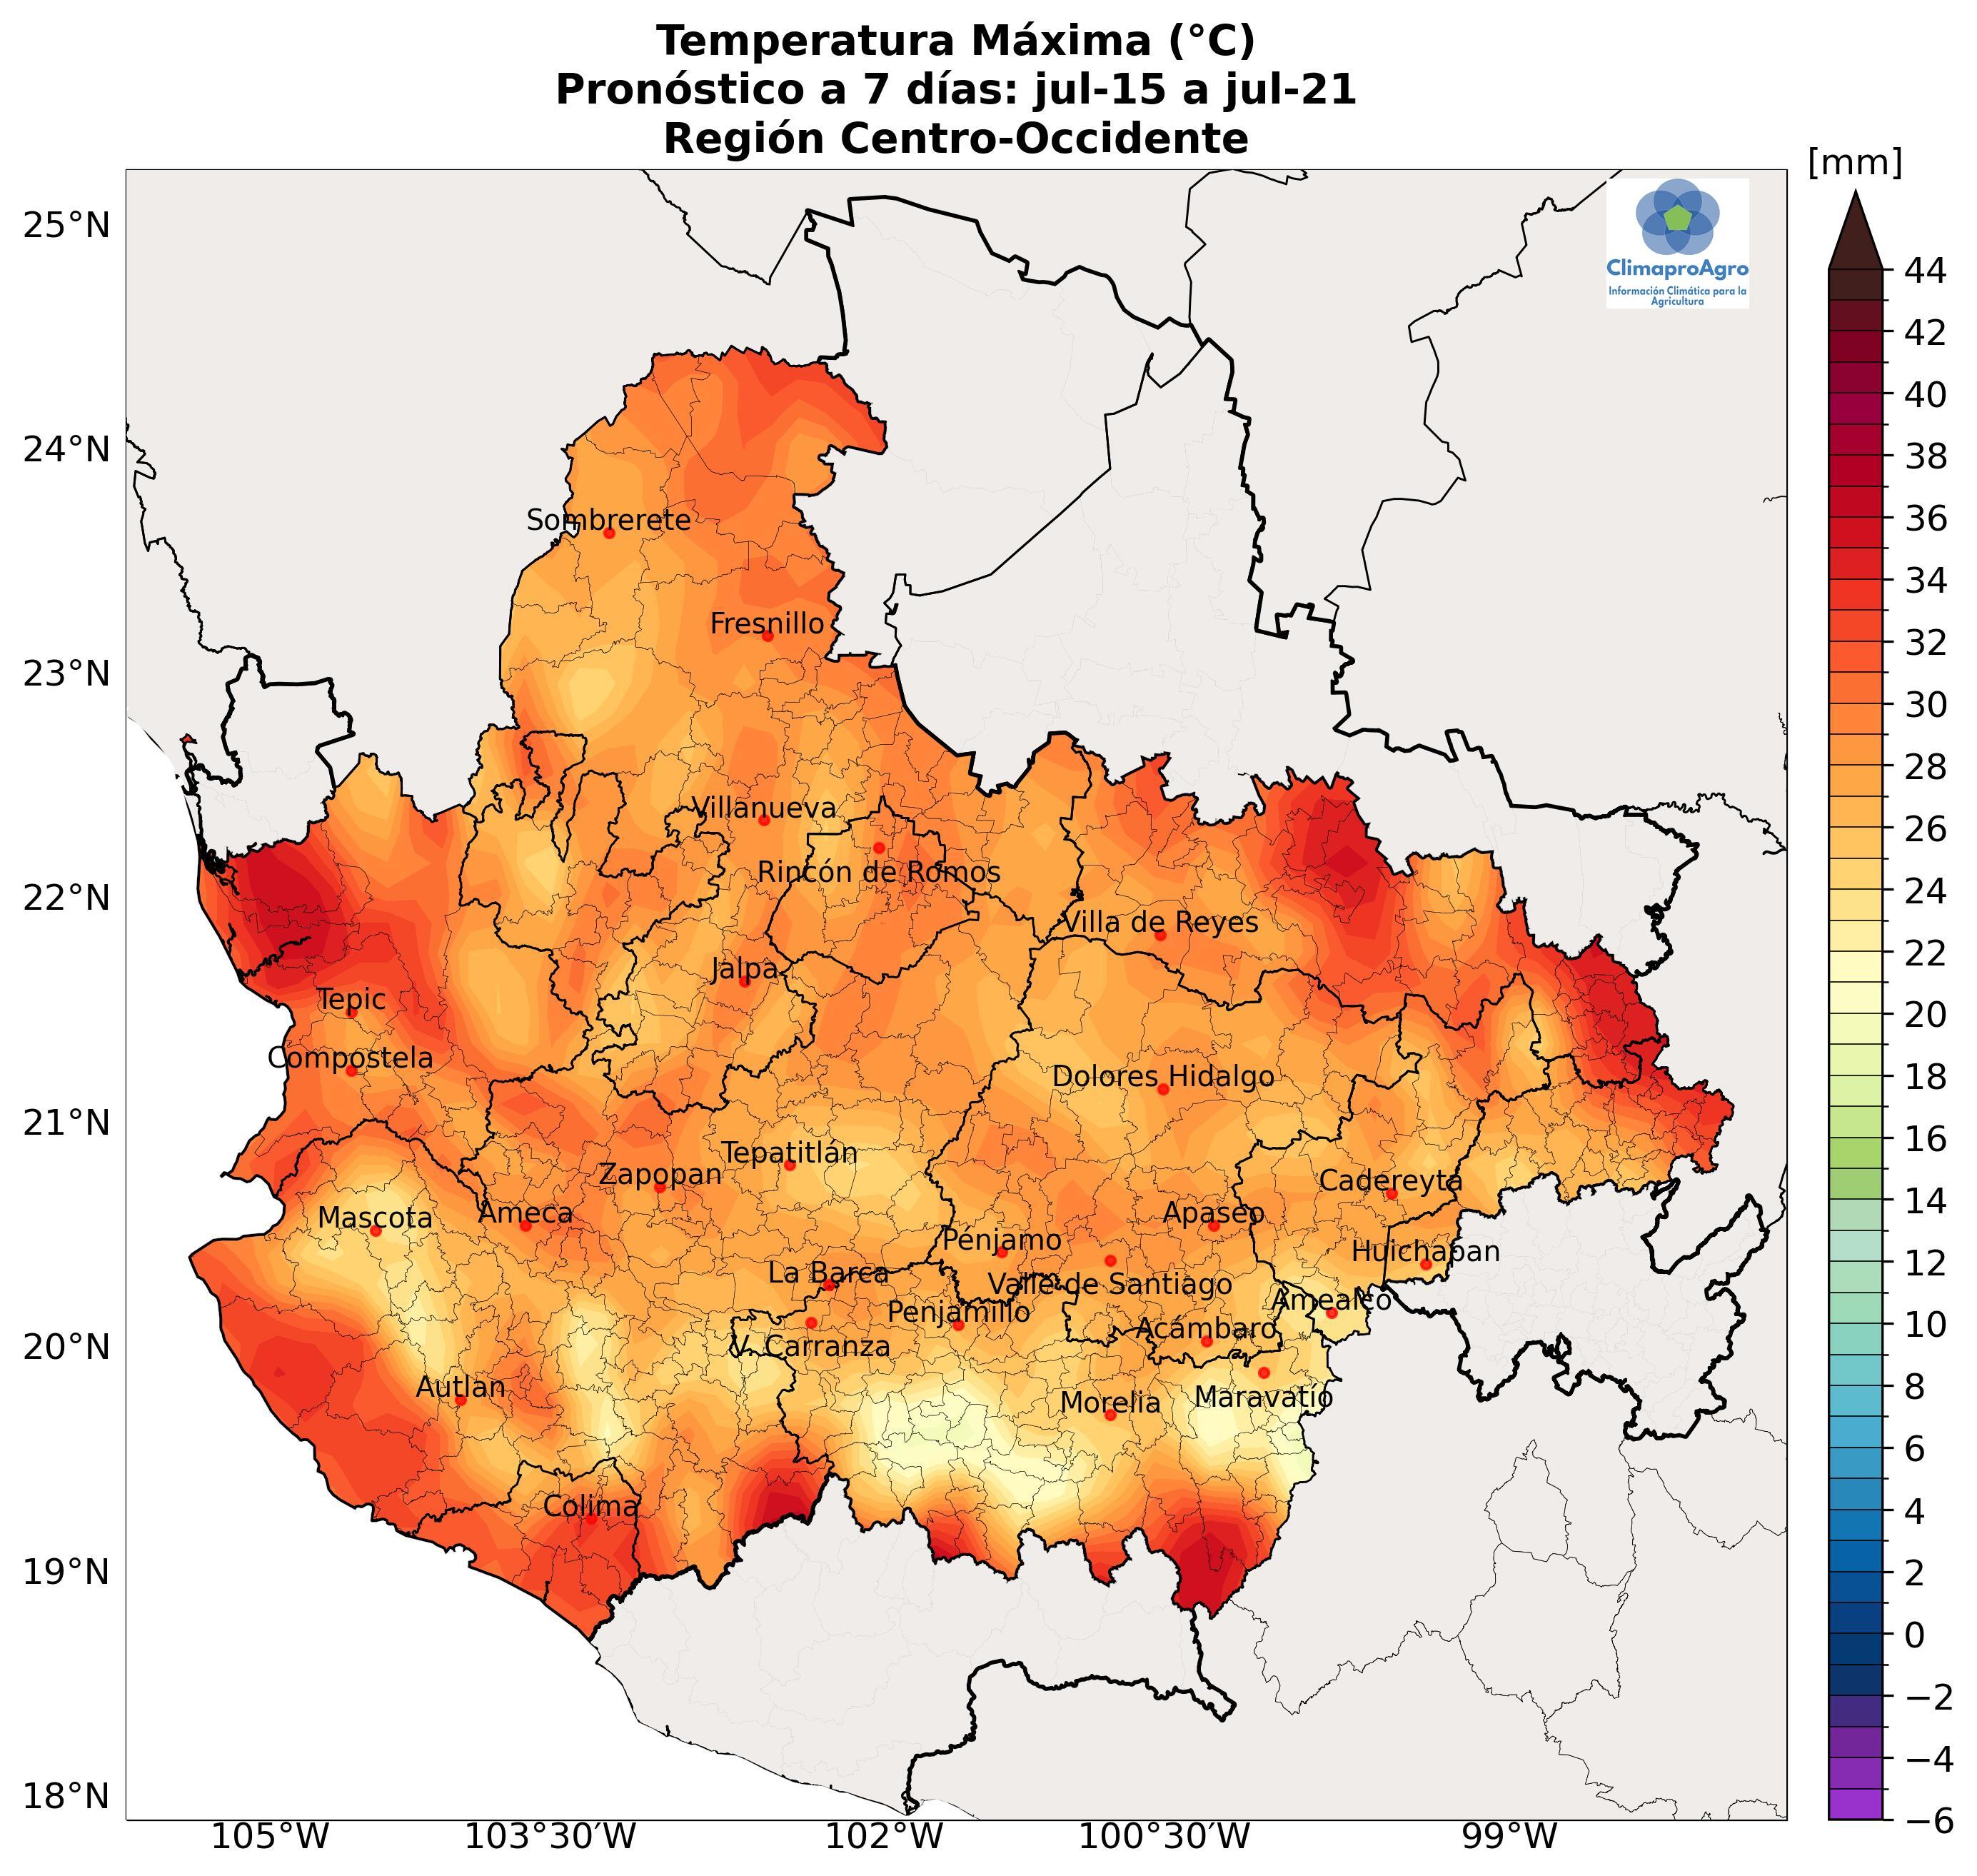 Temperatura Máxima (°C)
Pronóstico a 7 días: jul-15 a jul-21
Región Centro-Occidente
[mm]
25°N
24°N
23°N
22°N
21°N
20°N
19°N
18°N
ClimaproAgro
Información Climática para la
Agricultura
Sombrerete
Fresnillo
Villanueva
Rincón de Romos
Villa de Reyes
Jalpa
Tepic
Compostela
Dolores Hidalgo
Tepatitlán
Zapopan
Cadereyta
Mascota
Ameca
Apaseo
Pénjamo
Huichapan
La Barca
Valle de Santiago
Amealco
Penjamillo
Acámbaro
V. Carranza
Autlan
Morelia
Maravatío
Colima
105°W
103°30′W
102°W
100°30′W
99°W
44
42
40
38
36
34
32
30
28
26
24
22
20
18
16
14
12
10
8
6
4
2
0
−2
−4
−6